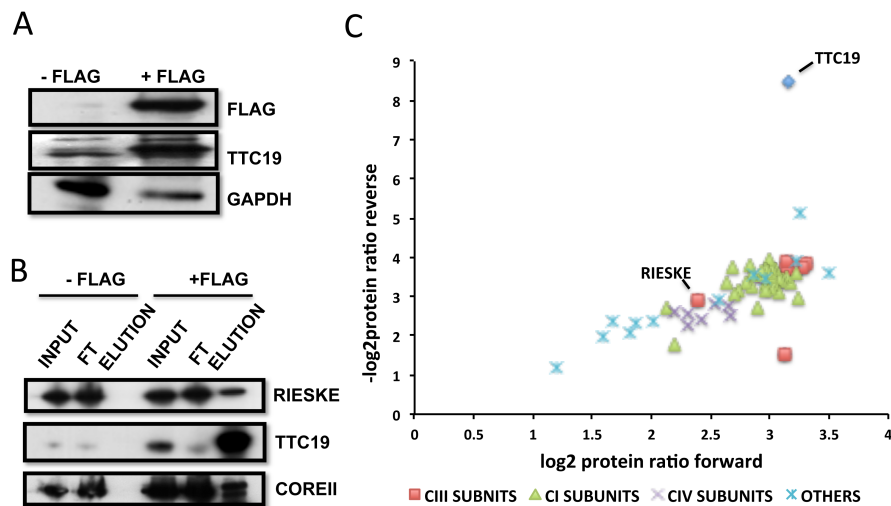 A
- FLAG + FLAG
FLAG
TTC19
GAPDH
B
- FLAG +FLAG
INPUT FT ELUTION INPUT FT ELUTION
RIESKE
TTC19
COREII
C
-log2protein ratio reverse
9
8
7
6
5
4
3
2
1
0
TTC19
RIESKE
0 0.5 1 1.5 2 2.5 3 3.5 4
log2 protein ratio forward
CIII SUBNITS CI SUBUNITS CIV SUBUNITS OTHERS